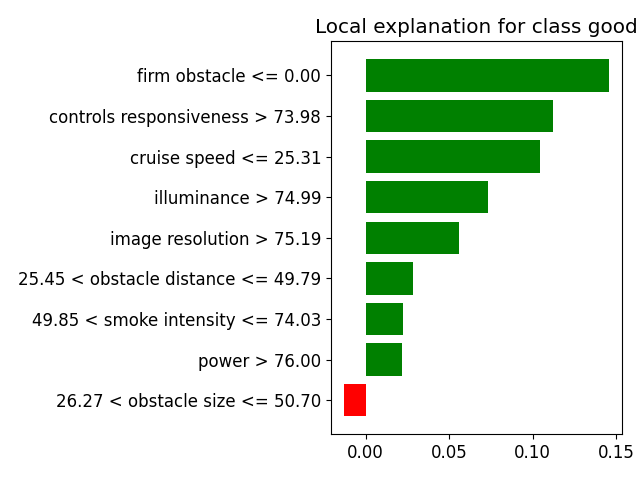 Local explanation for class good
firm obstacle <= 0.00
controls responsiveness > 73.98
cruise speed <= 25.31
illuminance > 74.99
image resolution > 75.19
25.45 < obstacle distance <= 49.79
49.85 < smoke intensity <= 74.03
power > 76.00
26.27 < obstacle size <= 50.70
0.00 0.05 0.10 0.15